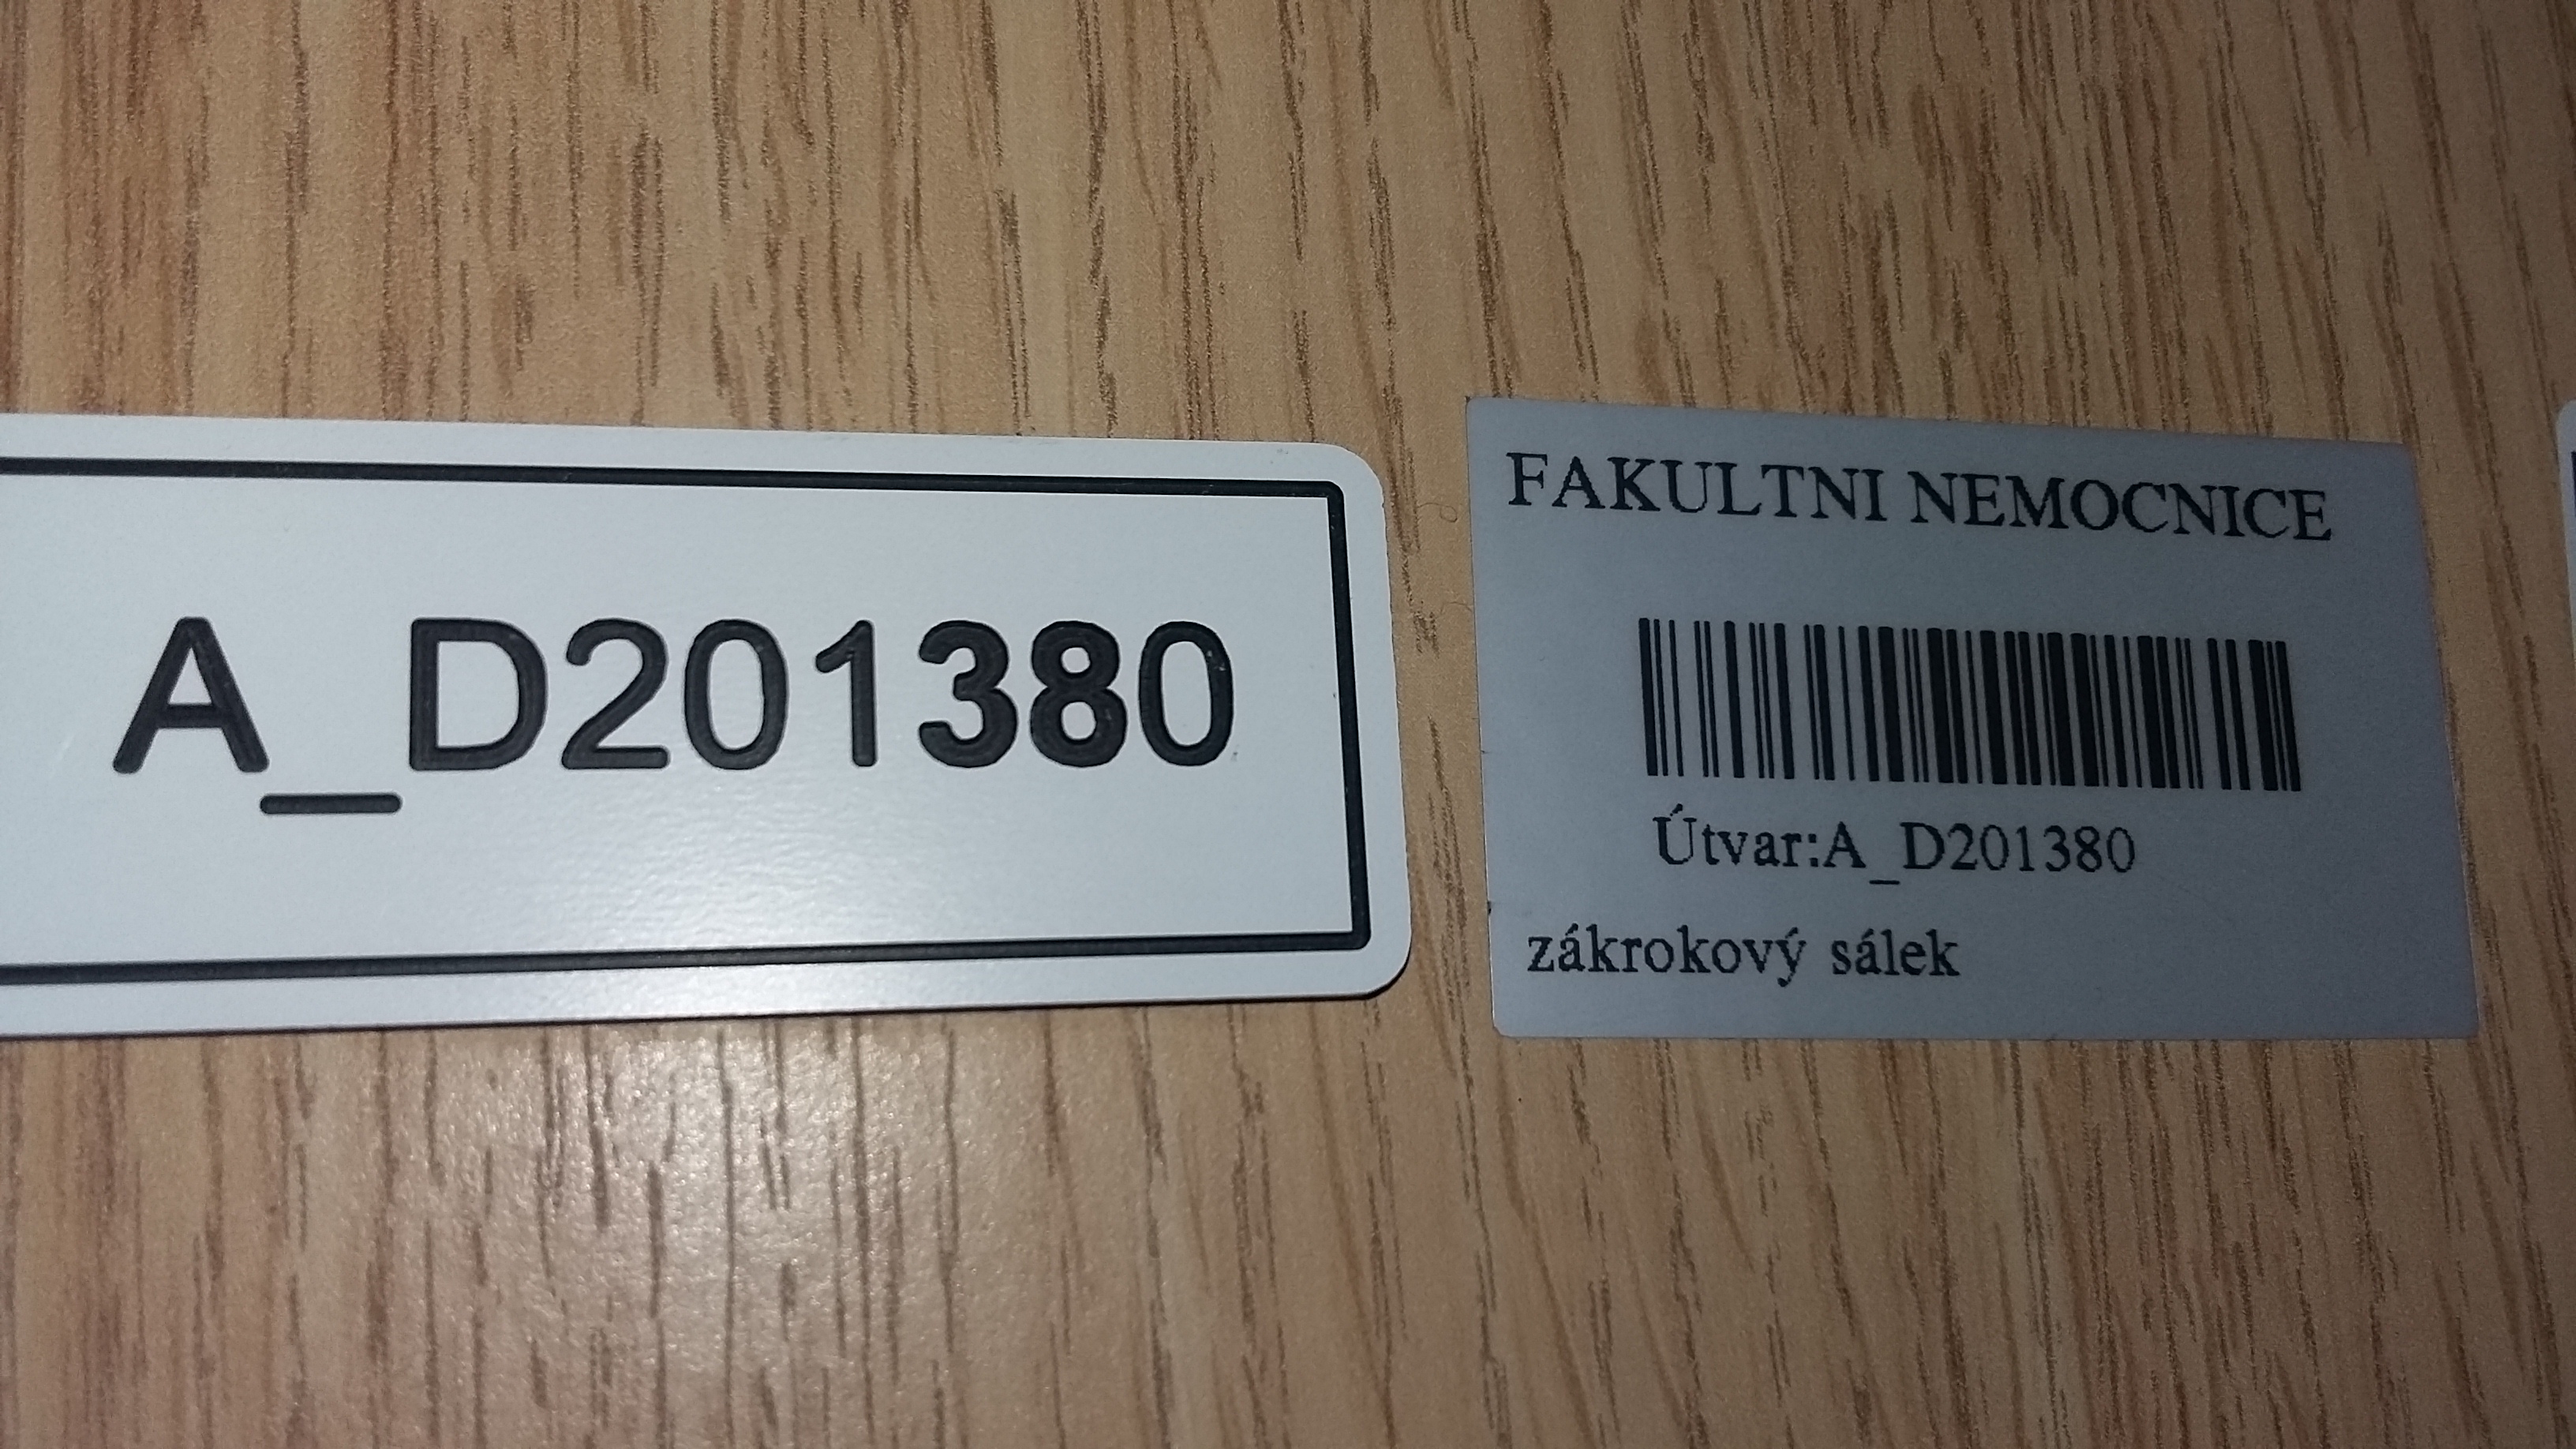 A_D201380
FAKULTNI NEMOCNICE
Útvar:A_D201380
zákrokový sálek